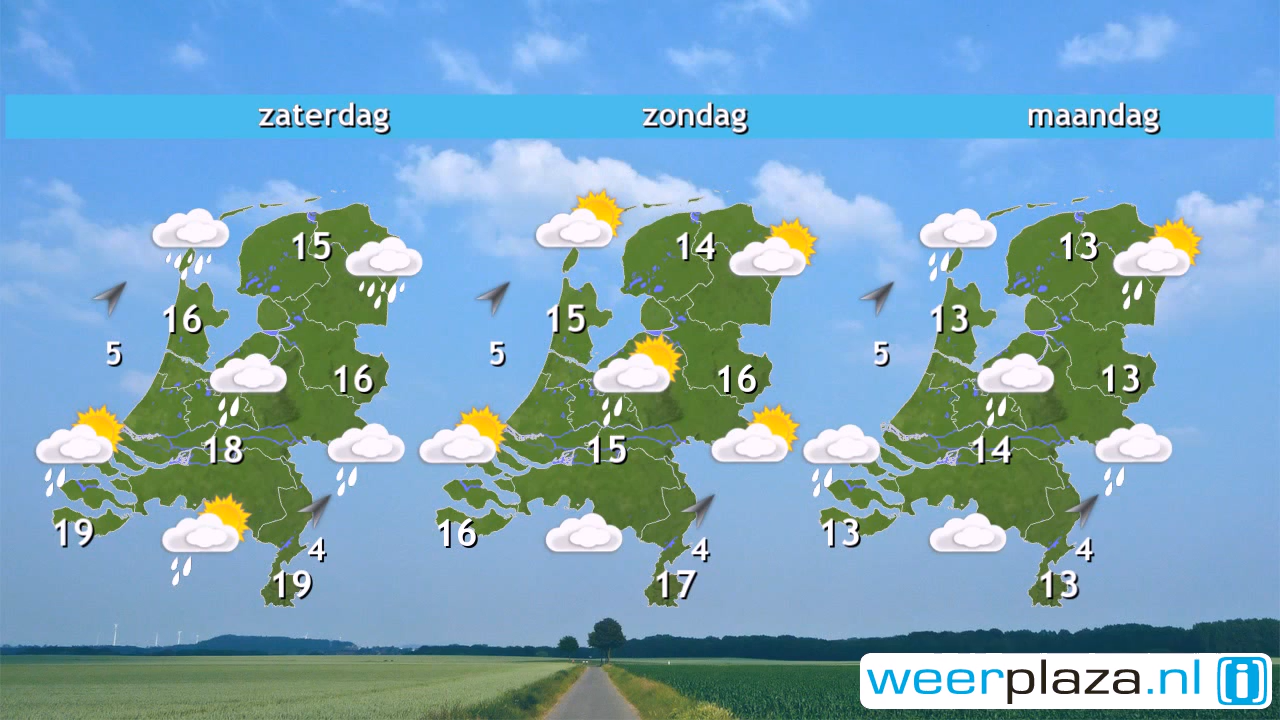 zaterdag zondag maandag
15 14 13
16 15 13
5 5 5
16 16 13
18 15 14
19 16 13
4 4 4
19 17 13
weerplaza.nl